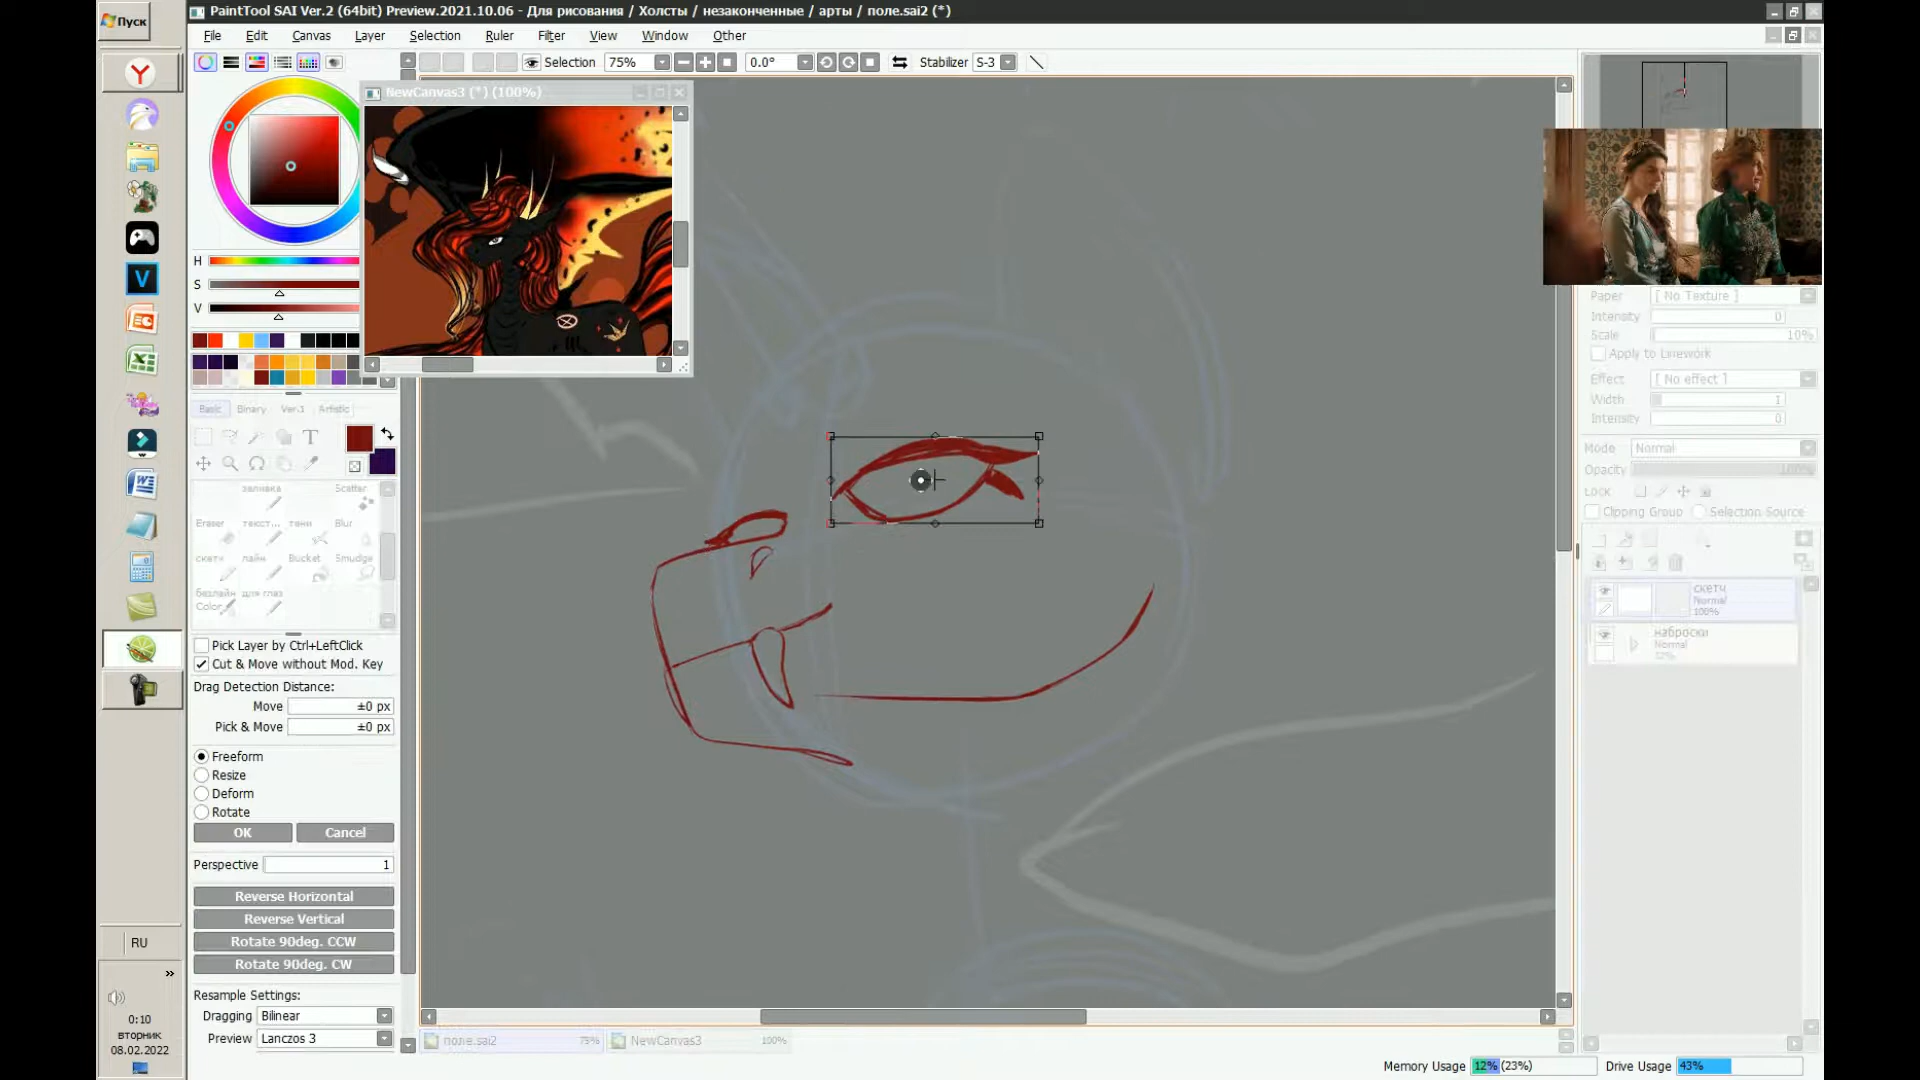 Пуск
PaintTool SAI Ver.2 (64bit) Preview.2021.10.06 - Для рисования / Холсты / незаконченные / арты / поле.sai2 (*)
File Edit Canvas Layer Selection Ruler Filter View Window Other
Selection 75% 0.0° Stabilizer S-3
NewCanvas3 (*) (100%)
H
S
V
Paper [ No Texture ]
Intensity 0
Scale 10%
Apply to Linework
Effect [ No effect ]
Width 1
Intensity 0
Basic Binary Ver.1 Artistic
T
Mode Normal
Opacity 100%
LOCK
Clipping Group Selection Source
заливка Scatter
Eraser текст... тени Blur
скетч лайн Bucket Smudge
безлайн для глаз
Color
скетч
Normal
100%
наброски
Normal
12%
Pick Layer by Ctrl+LeftClick
Cut & Move without Mod. Key
Drag Detection Distance:
Move ±0 px
Pick & Move ±0 px
Freeform
Resize
Deform
Rotate
OK Cancel
Perspective 1
Reverse Horizontal
Reverse Vertical
Rotate 90deg. CCW
Rotate 90deg. CW
Resample Settings:
Dragging Bilinear
Preview Lanczos 3
RU
»
0:10
вторник
08.02.2022
поле.sai2 75% NewCanvas3 100%
Memory Usage 12% (23%) Drive Usage 43%